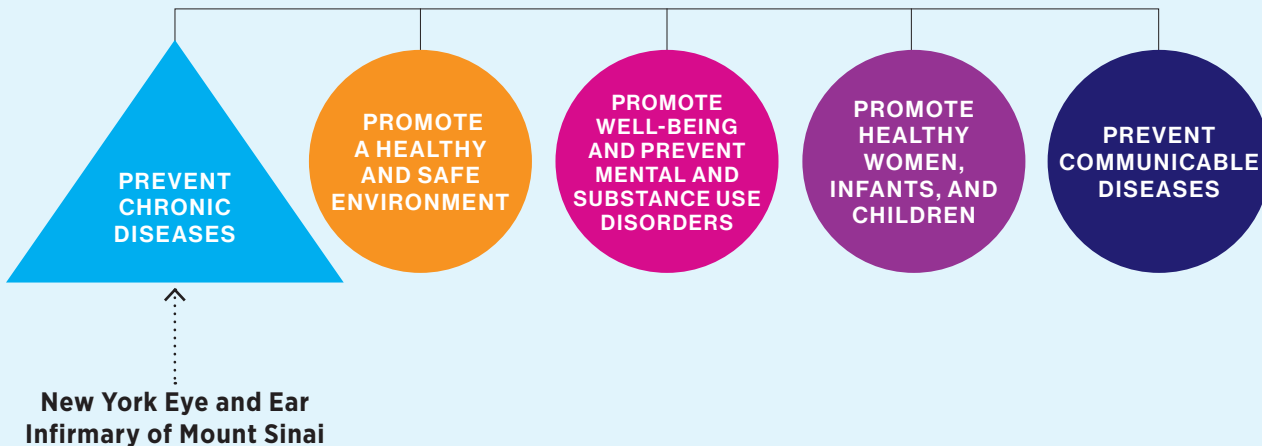 PREVENT
CHRONIC
DISEASES
PROMOTE
A HEALTHY
AND SAFE
ENVIRONMENT
PROMOTE
WELL-BEING
AND PREVENT
MENTAL AND
SUBSTANCE USE
DISORDERS
PROMOTE
HEALTHY
WOMEN,
INFANTS, AND
CHILDREN
PREVENT
COMMUNICABLE
DISEASES
New York Eye and Ear
Infirmary of Mount Sinai